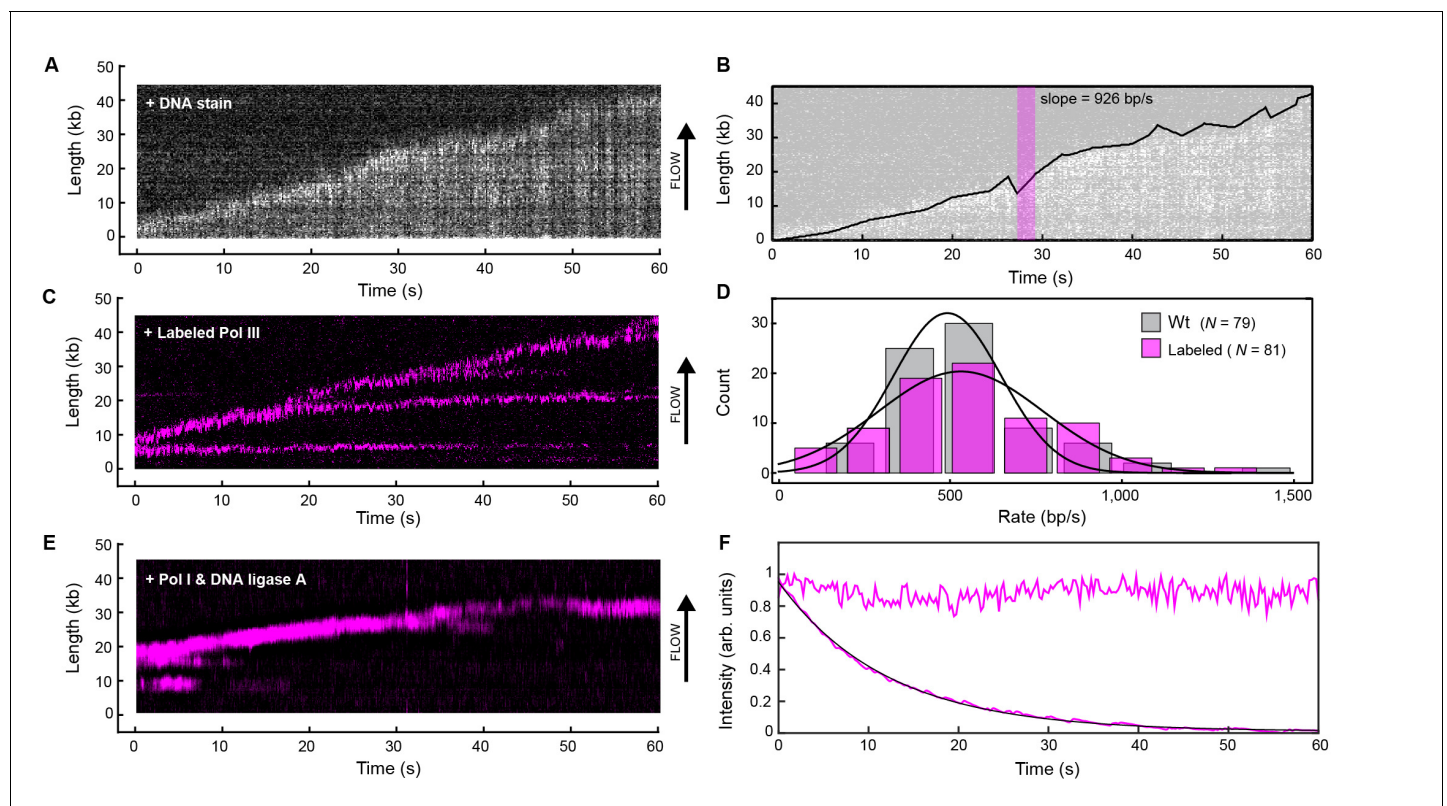 A
50
40
30
20
10
0
Length (kb)
+ DNA stain
FLOW
0 10 20 30 40 50 60
Time (s)
B
40
30
20
10
0
Length (kb)
slope = 926 bp/s
0 10 20 30 40 50 60
Time (s)
C
50
40
30
20
10
0
Length (kb)
+ Labeled Pol III
FLOW
0 10 20 30 40 50 60
Time (s)
D
30
20
10
0
Count
Wt (N = 79)
Labeled ( N = 81)
0 500 1,000 1,500
Rate (bp/s)
E
50
40
30
20
10
0
Length (kb)
+ Pol I & DNA ligase A
FLOW
0 10 20 30 40 50 60
Time (s)
F
1
0.8
0.6
0.4
0.2
0
Intensity (arb. units)
0 10 20 30 40 50 60
Time (s)